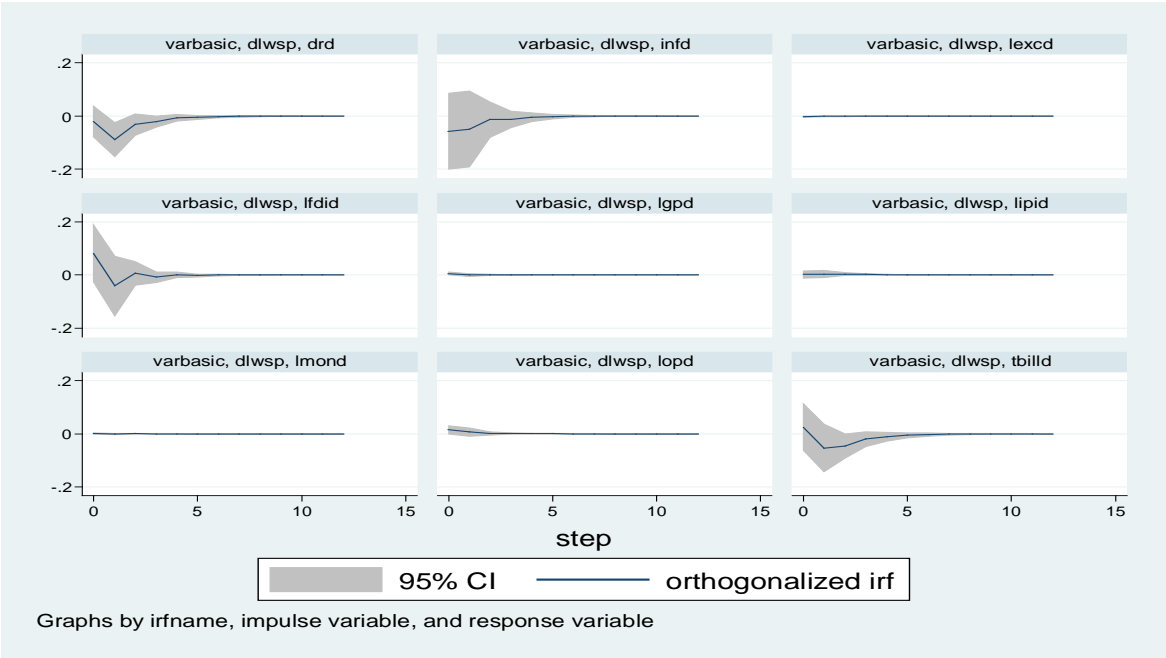 varbasic, dlwsp, drd
varbasic, dlwsp, infd
varbasic, dlwsp, lexcd
.2
0
-.2
varbasic, dlwsp, lfdid
varbasic, dlwsp, lgpd
varbasic, dlwsp, lipid
.2
0
-.2
varbasic, dlwsp, lmond
varbasic, dlwsp, lopd
varbasic, dlwsp, tbilld
.2
0
-.2
0 5 10 15
0 5 10 15
0 5 10 15
step
95% CI
orthogonalized irf
Graphs by irfname, impulse variable, and response variable